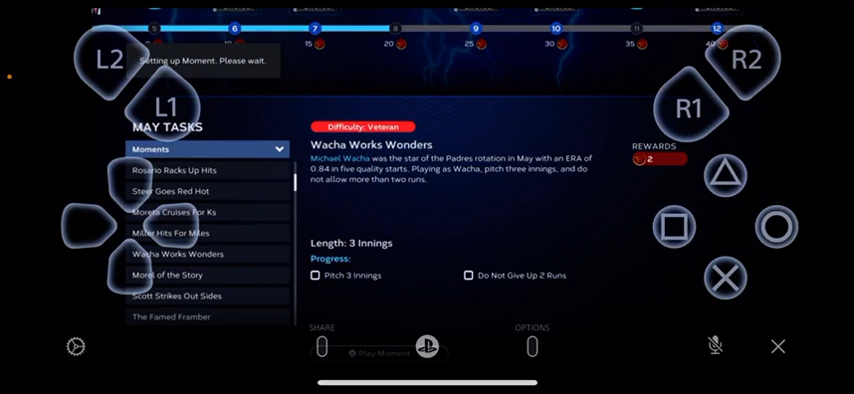 5 6 7 8 9 10 11 12
15 20 25 30 35
L2 R2
Setting up Moment. Please wait.
L1 R1
MAY TASKS
Difficulty: Veteran
Moments
Wacha Works Wonders
REWARDS
Michael Wacha was the star of the Padres rotation in May with an ERA of
2
0.84 in five quality starts. Playing as Wacha, pitch three innings, and do
not allow more than two runs.
Rosario Racks Up Hits
Steer Goes Red Hot
Moreta Cruises For Ks
Miller Hits For Miles
Wacha Works Wonders
Morel of the Story
Scott Strikes Out Sides
The Famed Framber
Length: 3 Innings
Progress:
Pitch 3 Innings
Do Not Give Up 2 Runs
SHARE
OPTIONS
Play Moment